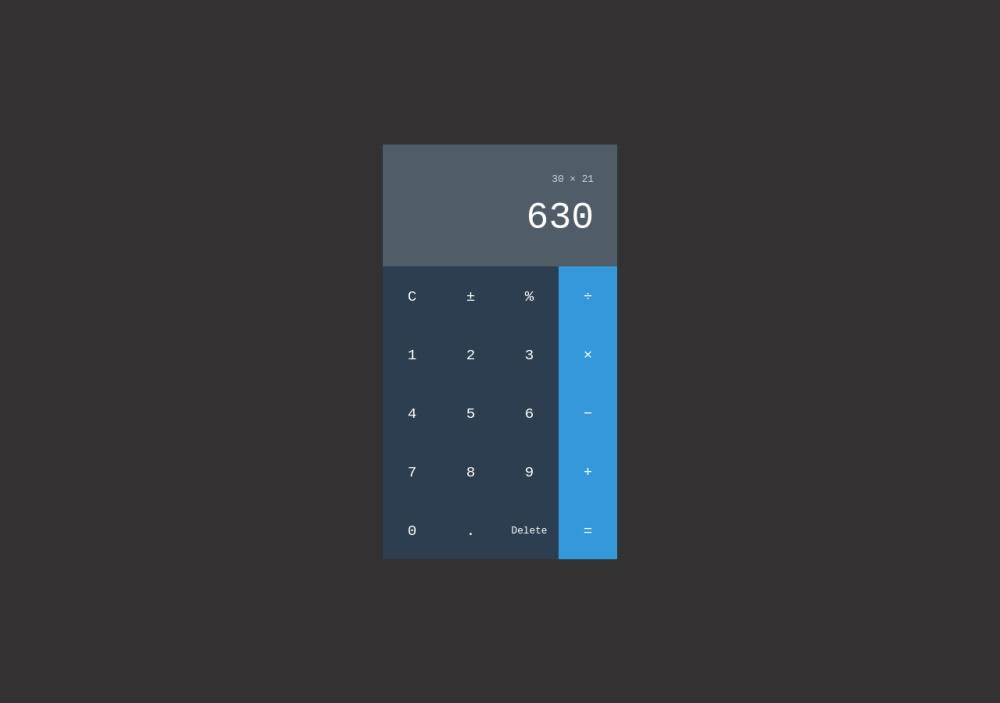 30 × 21
630
C ± % ÷
1 2 3 ×
4 5 6 −
7 8 9 +
0 . Delete =